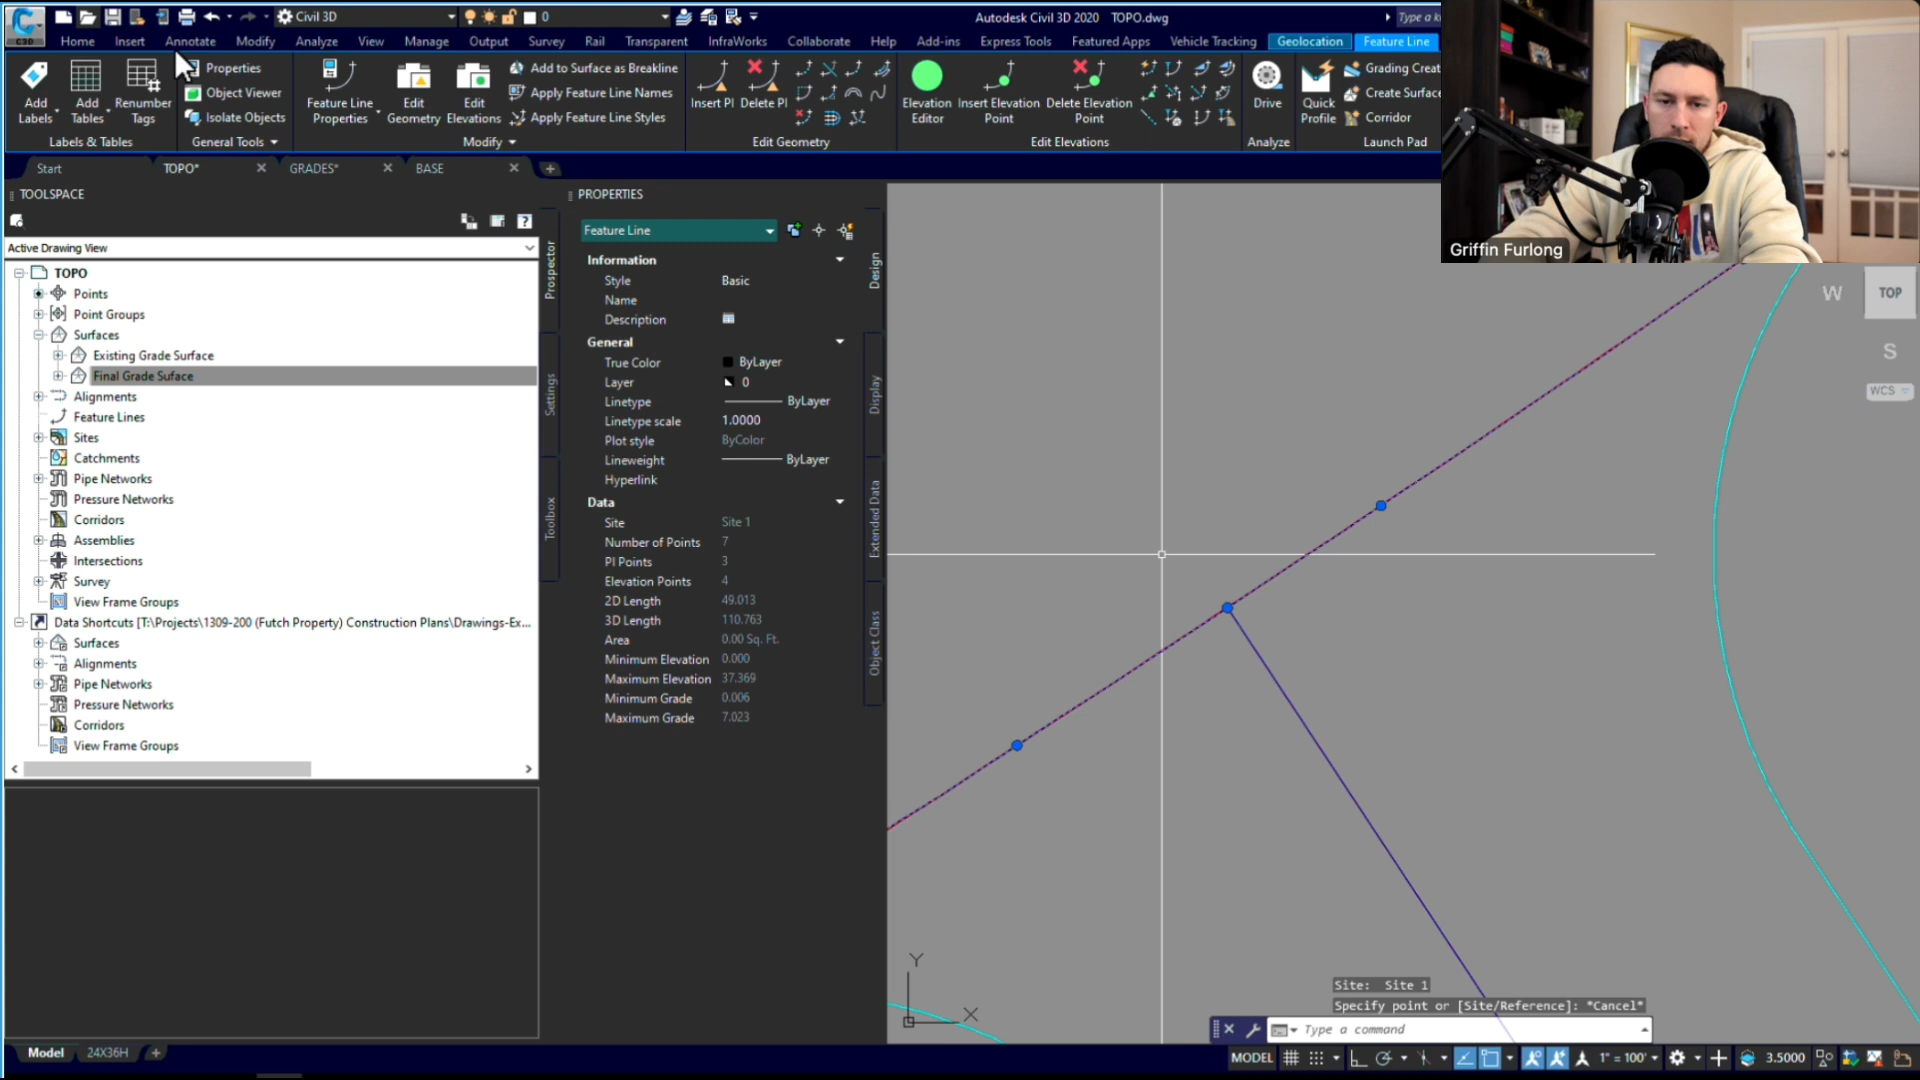 C3D
Civil 3D
0
Autodesk Civil 3D 2020 TOPO.dwg
Type a k
Home Insert Annotate Modify Analyze View Manage Output Survey Rail Transparent InfraWorks Collaborate Help Add-ins Express Tools Featured Apps Vehicle Tracking Geolocation Feature Line
Add Labels
Add Tables
Renumber Tags
Labels & Tables
Properties
Object Viewer
Isolate Objects
General Tools
Feature Line Properties
Edit Geometry
Edit Elevations
Add to Surface as Breakline
Apply Feature Line Names
Apply Feature Line Styles
Modify
Insert PI
Delete PI
Edit Geometry
Elevation Editor
Insert Elevation Point
Delete Elevation Point
Edit Elevations
Drive
Analyze
Quick Profile
Grading Creat
Create Surfac
Corridor
Launch Pad
Griffin Furlong
Start TOPO* GRADES* BASE
TOOLSPACE
Active Drawing View
TOPO
Points
Point Groups
Surfaces
Existing Grade Surface
Final Grade Suface
Alignments
Feature Lines
Sites
Catchments
Pipe Networks
Pressure Networks
Corridors
Assemblies
Intersections
Survey
View Frame Groups
Data Shortcuts [T:\Projects\1309-200 (Futch Property) Construction Plans\Drawings-Ex...
Surfaces
Alignments
Pipe Networks
Pressure Networks
Corridors
View Frame Groups
Prospector
Settings
Toolbox
PROPERTIES
Feature Line
Information
Style Basic
Name
Description
General
True Color ByLayer
Layer 0
Linetype ByLayer
Linetype scale 1.0000
Plot style ByColor
Lineweight ByLayer
Hyperlink
Data
Site Site 1
Number of Points 7
PI Points 3
Elevation Points 4
2D Length 49.013
3D Length 110.763
Area 0.00 Sq. Ft.
Minimum Elevation 0.000
Maximum Elevation 37.369
Minimum Grade 0.006
Maximum Grade 7.023
Design
Display
Extended Data
Object Class
W
TOP
S
WCS
Y
X
Site: Site 1
Specify point or [Site/Reference]: *Cancel*
Type a command
Model 24X36H
MODEL
1" = 100'
3.5000